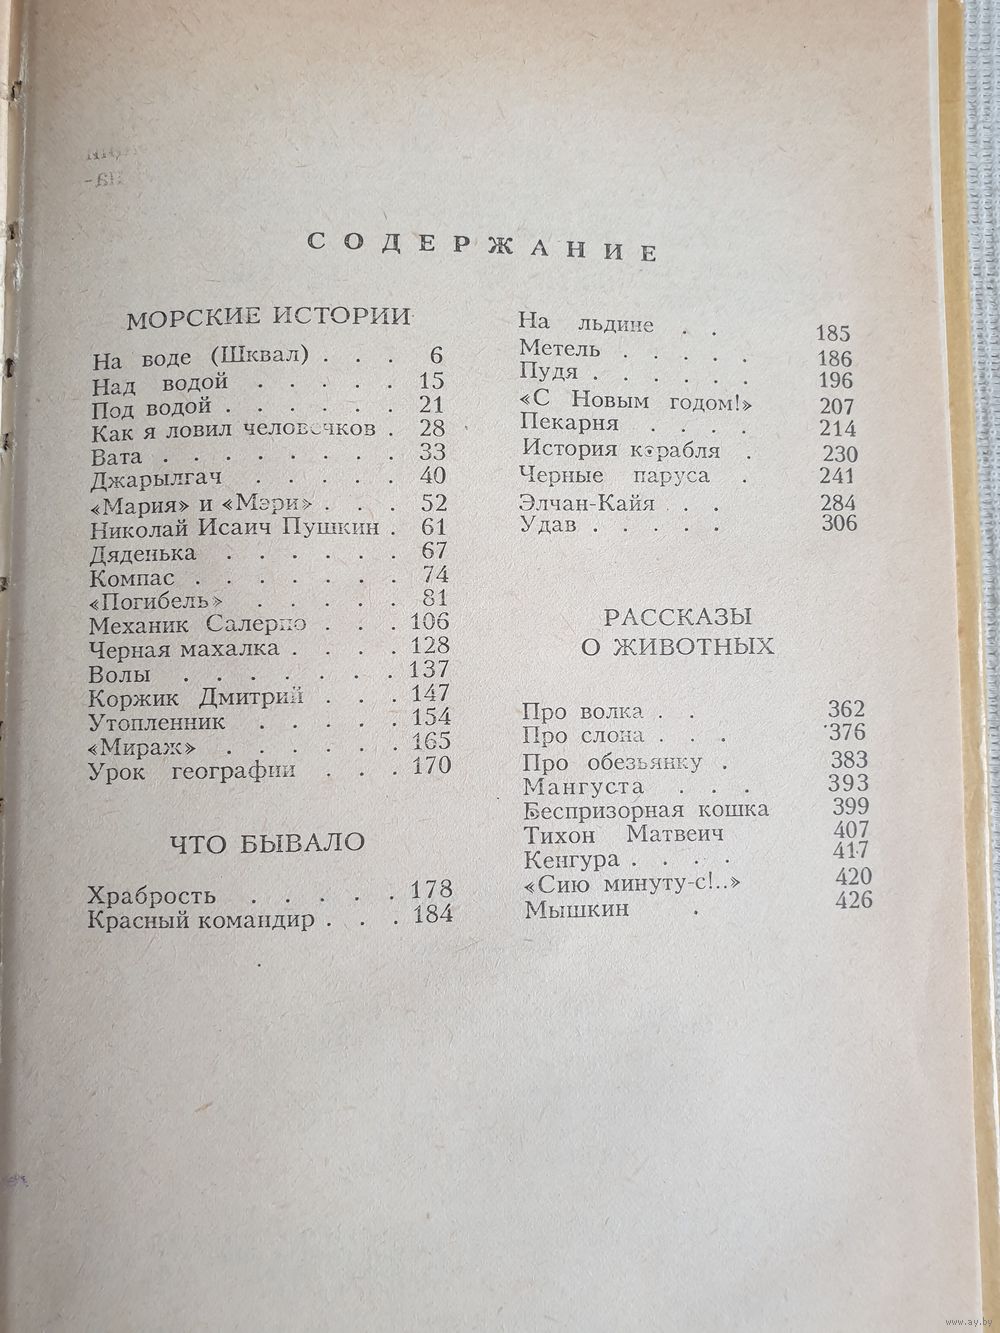 СОДЕРЖАНИЕ
МОРСКИЕ ИСТОРИИ
На воде (Шквал) . . . 6
Над водой . . . . . 15
Под водой . . . . . . 21
Как я ловил человечков . 28
Вата . . . . . . . . 33
Джарылгач . . . . . 40
«Мария» и «Мэри» . . . 52
Николай Исаич Пушкин . 61
Дяденька . . . . . . 67
Компас . . . . . . . 74
«Погибель» . . . . . 81
Механик Салерно . . . 106
Черная махалка . . . . 128
Волы . . . . . . . 137
Коржик Дмитрий . . . 147
Утопленник . . . . . 154
«Мираж» . . . . . . 165
Урок географии . . . 170
ЧТО БЫВАЛО
Храбрость . . . . . 178
Красный командир . . . 184
На льдине . . 185
Метель . . . . . 186
Пудя . . . . . . 196
«С Новым годом!» 207
Пекарня . . . . 214
История корабля . 230
Черные паруса . 241
Элчан-Кайя . . 284
Удав . . . . . 306
РАССКАЗЫ
О ЖИВОТНЫХ
Про волка . . 362
Про слона . . . 376
Про обезьянку . 383
Мангуста . . . 393
Беспризорная кошка 399
Тихон Матвеич 407
Кенгура . . . . 417
«Сию минуту-с!..» 420
Мышкин . 426
www.ay.by